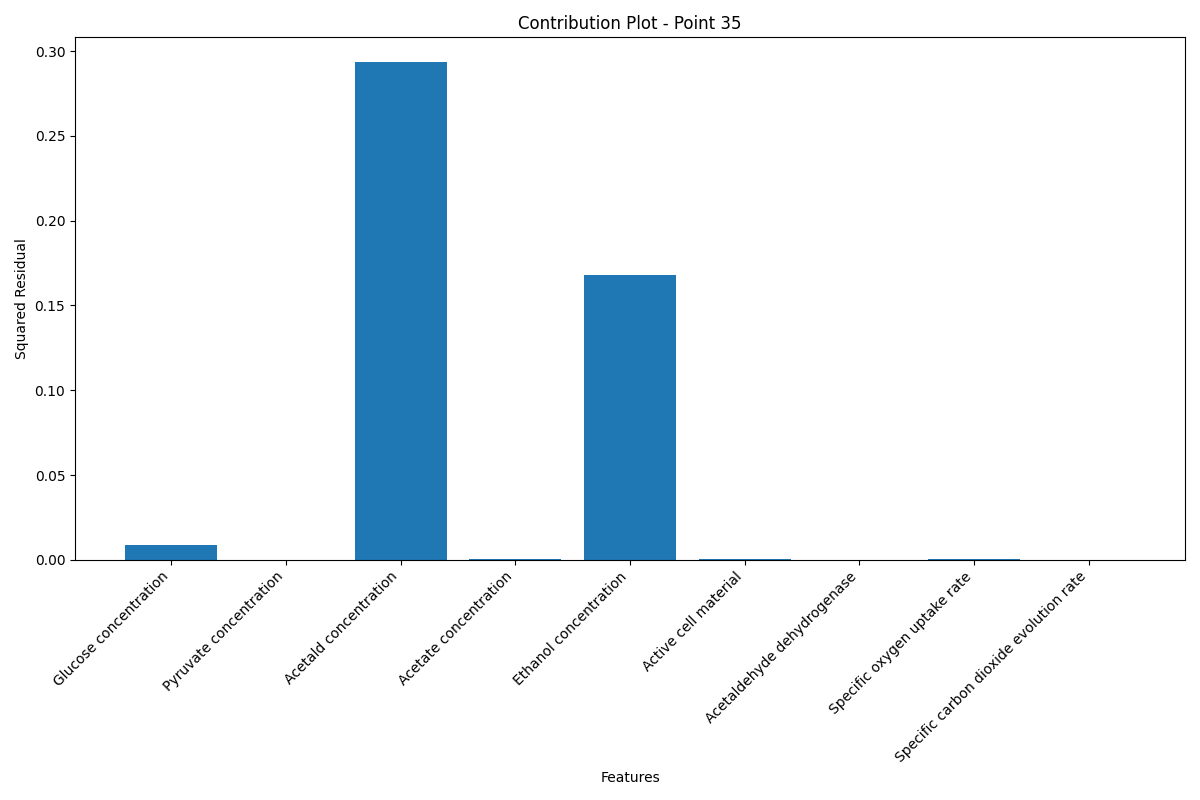 Contribution Plot - Point 35
Squared Residual
0.30
0.25
0.20
0.15
0.10
0.05
0.00
Glucose concentration
Pyruvate concentration
Acetald concentration
Acetate concentration
Ethanol concentration
Active cell material
Acetaldehyde dehydrogenase
Specific oxygen uptake rate
Specific carbon dioxide evolution rate
Features